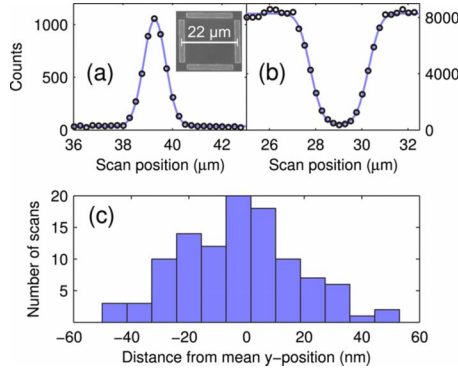 1000
500
0
Counts
(a)
22 μm
36 38 40 42
Scan position (μm)
(b)
8000
4000
0
26 28 30 32
Scan position (μm)
(c)
20
15
10
5
Number of scans
−60 −40 −20 0 20 40 60
Distance from mean y-position (nm)